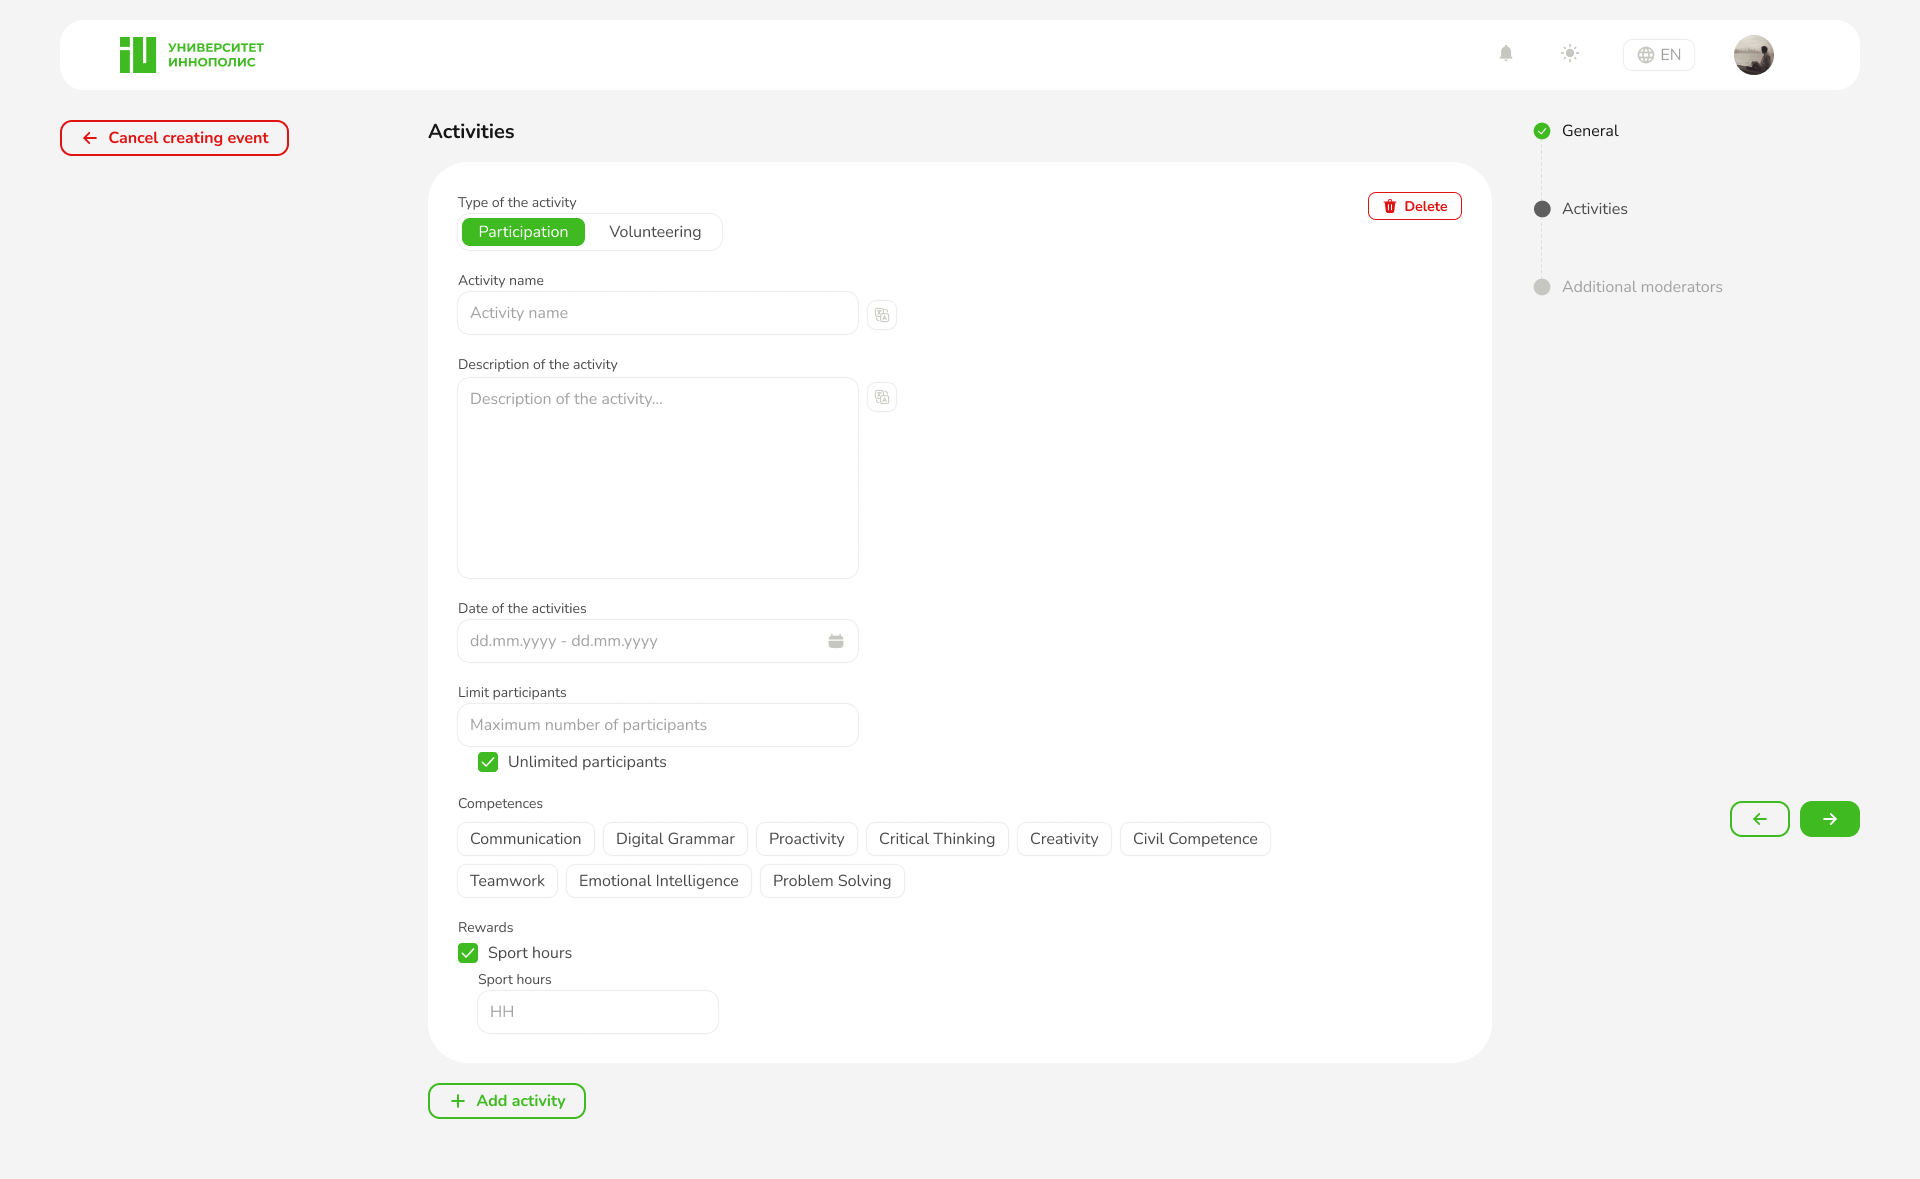 УНИВЕРСИТЕТ
ИННОПОЛИС
EN
Cancel creating event
Activities
General
Activities
Additional moderators
Type of the activity
Delete
Participation
Volunteering
Activity name
Activity name
Description of the activity
Description of the activity...
Date of the activities
dd.mm.yyyy - dd.mm.yyyy
Limit participants
Maximum number of participants
Unlimited participants
Competences
Communication
Digital Grammar
Proactivity
Critical Thinking
Creativity
Civil Competence
Teamwork
Emotional Intelligence
Problem Solving
Rewards
Sport hours
Sport hours
HH
Add activity